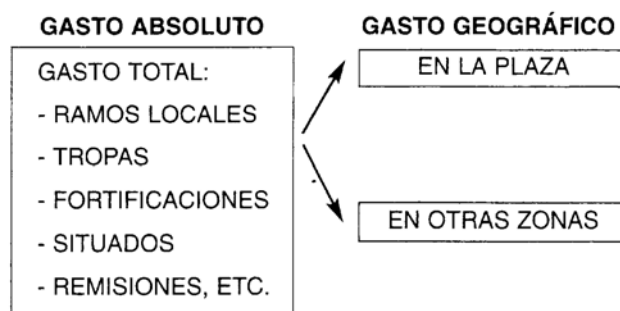 GASTO ABSOLUTO
GASTO TOTAL:
- RAMOS LOCALES
- TROPAS
- FORTIFICACIONES
- SITUADOS
- REMISIONES, ETC.
GASTO GEOGRÁFICO
EN LA PLAZA
EN OTRAS ZONAS